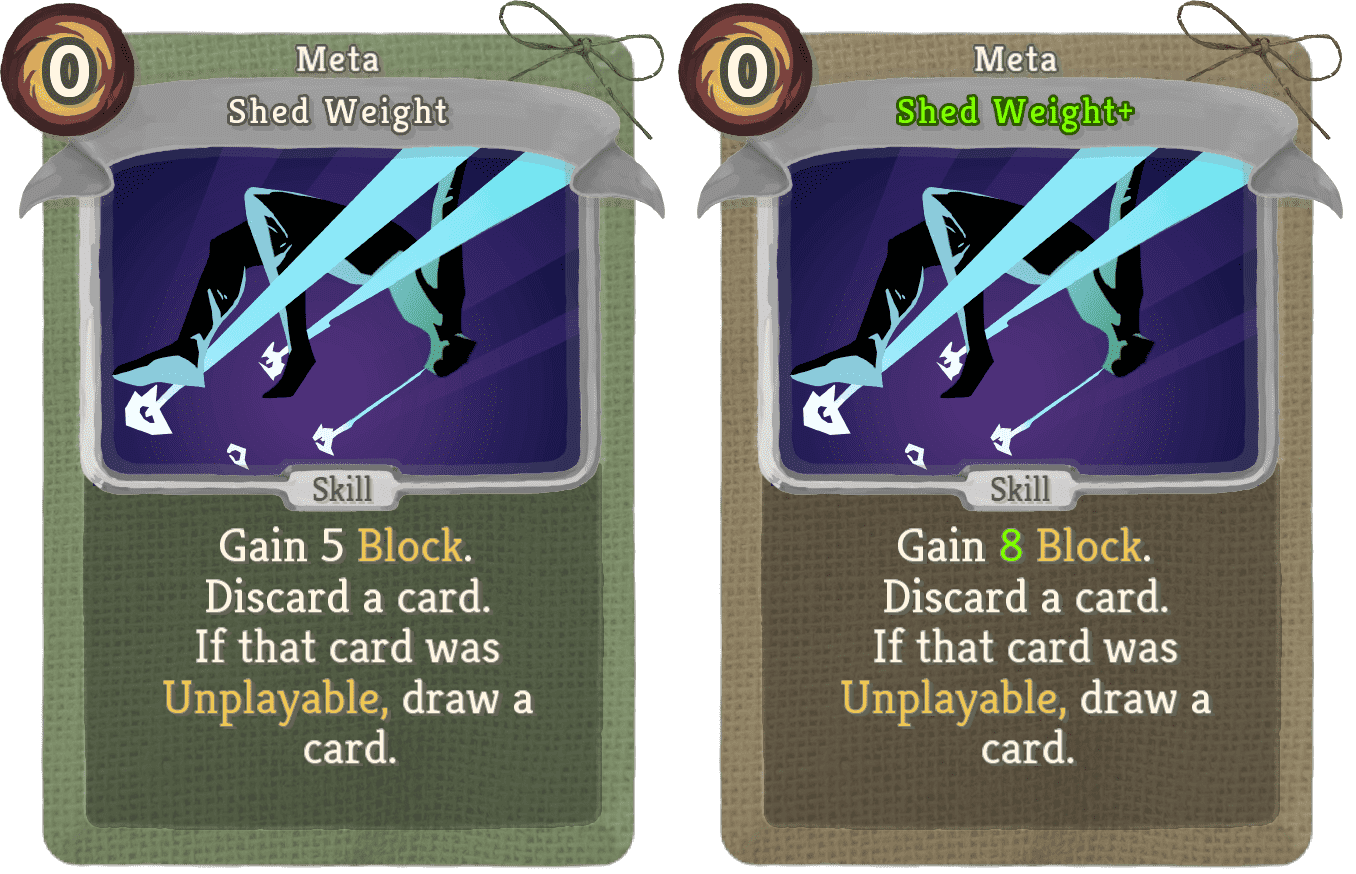 0
Meta
Shed Weight
Skill
Gain 5 Block.
Discard a card.
If that card was
Unplayable, draw a
card.
0
Meta
Shed Weight+
Skill
Gain 8 Block.
Discard a card.
If that card was
Unplayable, draw a
card.